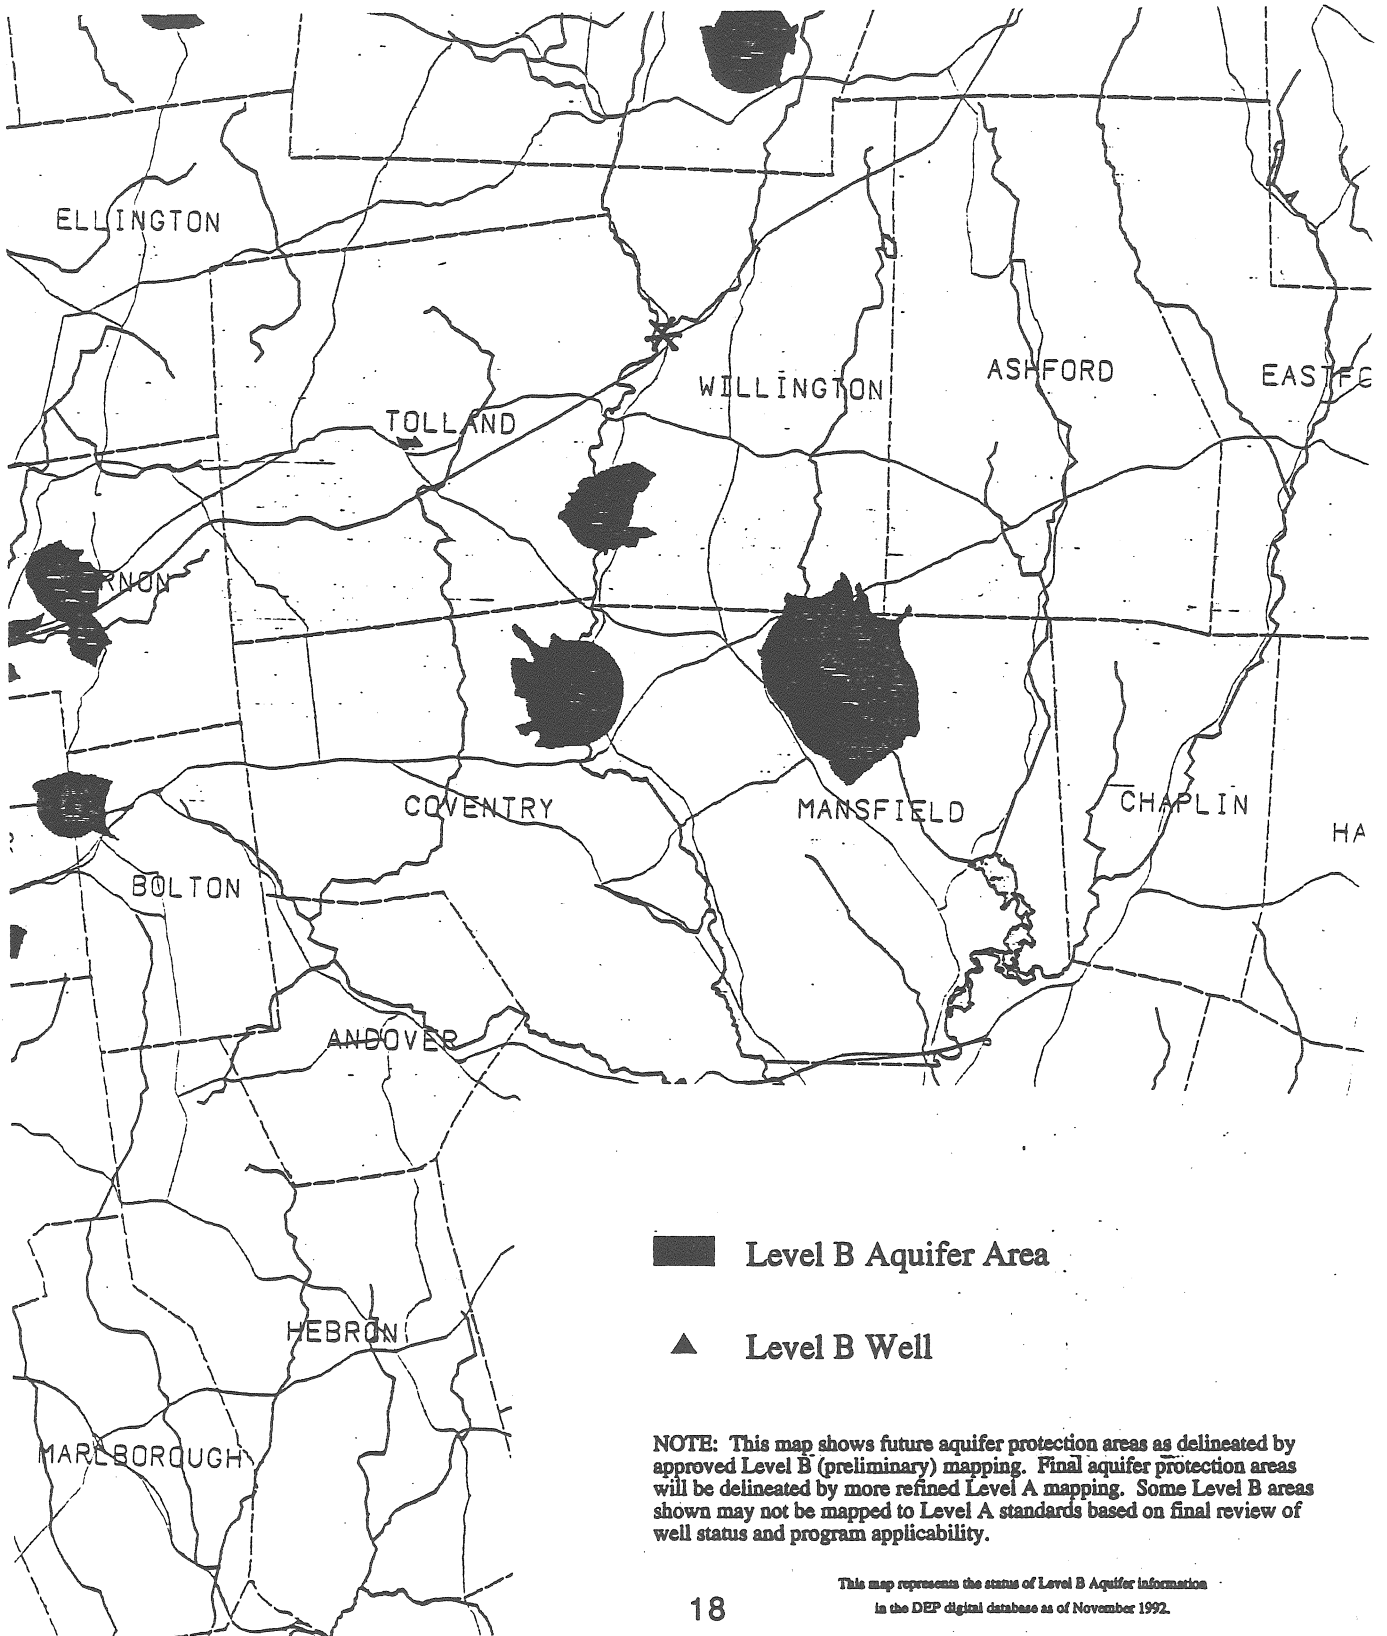 ELLINGTON
WILLINGTON
ASHFORD
TOLLAND
RNON
COVENTRY
MANSFIELD
CHAPLIN
HA
BOLTON
ANDOVER
Level B Aquifer Area
Level B Well
HEBRON
MARLBOROUGH
NOTE: This map shows future aquifer protection areas as delineated by
approved Level B (preliminary) mapping. Final aquifer protection areas
will be delineated by more refined Level A mapping. Some Level B areas
shown may not be mapped to Level A standards based on final review of
well status and program applicability.
This map represents the status of Level B Aquifer information
in the DEP digital database as of November 1992.
18